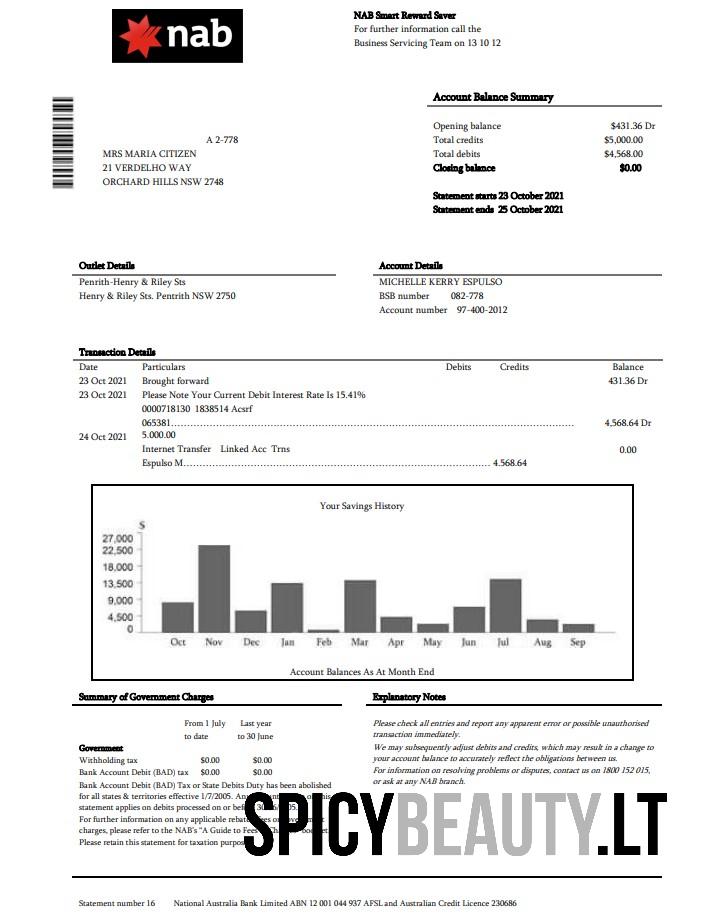 nab
NAB Smart Reward Saver
For further information call the
Business Servicing Team on 13 10 12
Account Balance Summary
Opening balance $431.36 Dr
Total credits $5,000.00
Total debits $4,568.00
Closing balance $0.00
Statement starts 23 October 2021
Statement ends 25 October 2021
A 2-778
MRS MARIA CITIZEN
21 VERDELHO WAY
ORCHARD HILLS NSW 2748
Outlet Details
Penrith-Henry & Riley Sts
Henry & Riley Sts. Pentrith NSW 2750
Account Details
MICHELLE KERRY ESPULSO
BSB number 082-778
Account number 97-400-2012
Transaction Details
Date Particulars Debits Credits Balance
23 Oct 2021 Brought forward 431.36 Dr
23 Oct 2021 Please Note Your Current Debit Interest Rate Is 15.41%
0000718130 1838514 Acsrf
065381 4,568.64 Dr
24 Oct 2021 5.000.00
Internet Transfer Linked Acc Trns 0.00
Espulso M 4.568.64
Your Savings History
$
27,000
22,500
18,000
13,500
9,000
4,500
0
Oct Nov Dec Jan Feb Mar Apr May Jun Jul Aug Sep
Account Balances As At Month End
Summary of Government Charges
From 1 July Last year
to date to 30 June
Government
Withholding tax $0.00 $0.00
Bank Account Debit (BAD) tax $0.00 $0.00
Bank Account Debit (BAD) Tax or State Debits Duty has been abolished
for all states & territories effective 1/7/2005. Any
statement applies on debits processed on or
For further information on any applicable
charges, please refer to the NAB's "A Guide to Fees
Please retain this statement for taxation
Explanatory Notes
Please check all entries and report any apparent error or possible unauthorised
transaction immediately.
We may subsequently adjust debits and credits, which may result in a change to
your account balance to accurately reflect the obligations between us.
For information on resolving problems or disputes, contact us on 1800 152 015,
or ask at any NAB branch.
SPICYBEAUTY.LT
Statement number 16 National Australia Bank Limited ABN 12 001 044 937 AFSL and Australian Credit Licence 230686